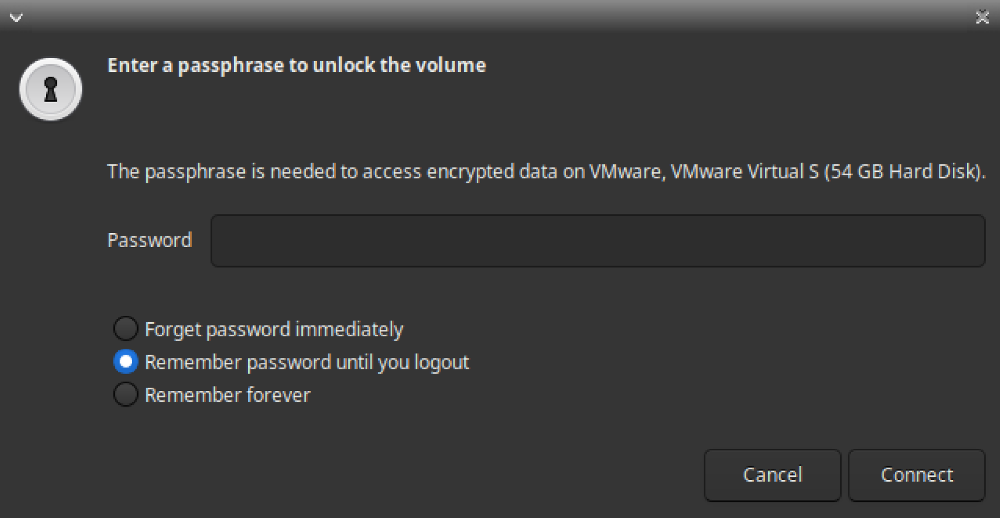 Enter a passphrase to unlock the volume
The passphrase is needed to access encrypted data on VMware, VMware Virtual S (54 GB Hard Disk).
Password
Forget password immediately
Remember password until you logout
Remember forever
Cancel
Connect